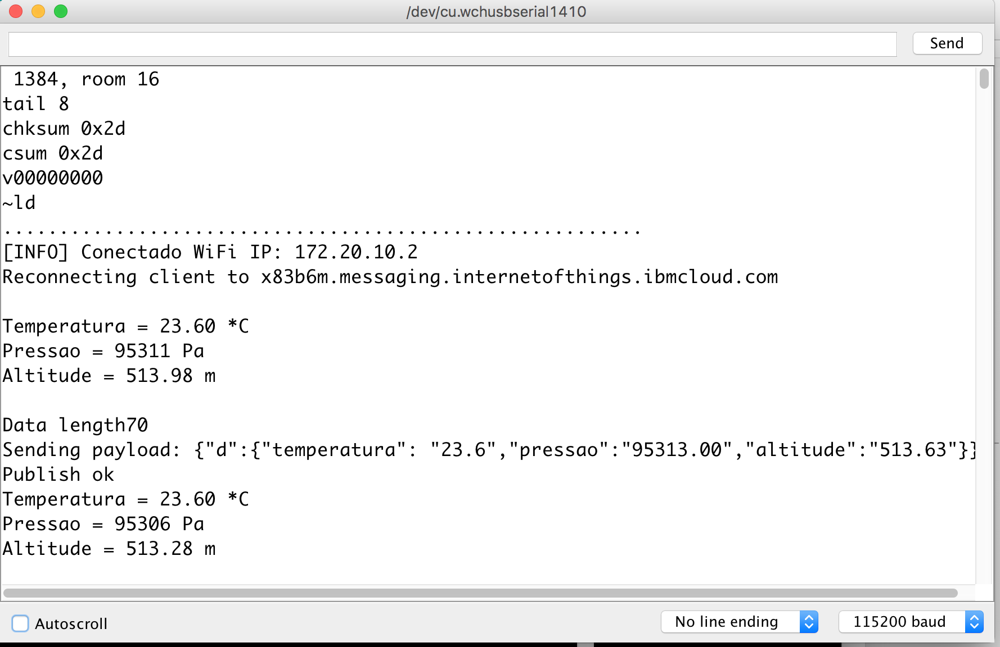 /dev/cu.wchusbserial1410
Send
1384, room 16
tail 8
chksum 0x2d
csum 0x2d
v00000000
~ld
.........................................................
[INFO] Conectado WiFi IP: 172.20.10.2
Reconnecting client to x83b6m.messaging.internetofthings.ibmcloud.com
Temperatura = 23.60 *C
Pressao = 95311 Pa
Altitude = 513.98 m
Data length70
Sending payload: {"d":{"temperatura": "23.6","pressao":"95313.00","altitude":"513.63"}}
Publish ok
Temperatura = 23.60 *C
Pressao = 95306 Pa
Altitude = 513.28 m
Autoscroll
No line ending
115200 baud